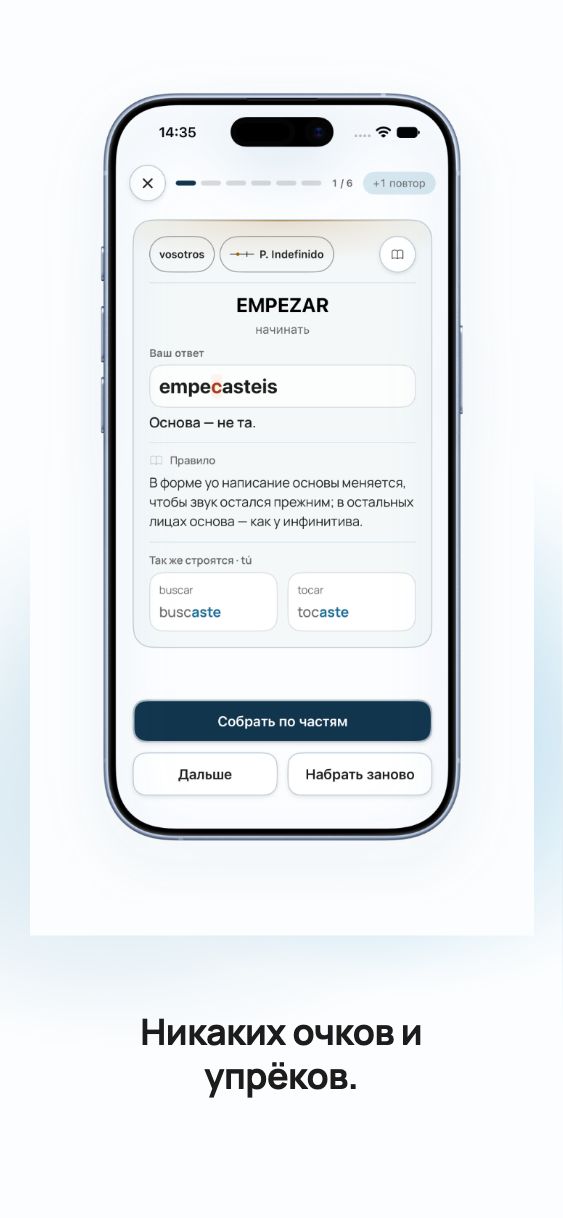 14:35
1 / 6
+1 повтор
vosotros
P. Indefinido
EMPEZAR
начинать
Ваш ответ
empecasteis
Основа — не та.
Правило
В форме yo написание основы меняется,
чтобы звук остался прежним; в остальных
лицах основа — как у инфинитива.
Так же строятся · tú
buscar
buscaste
tocar
tocaste
Собрать по частям
Дальше
Набрать заново
Никаких очков и
упрёков.